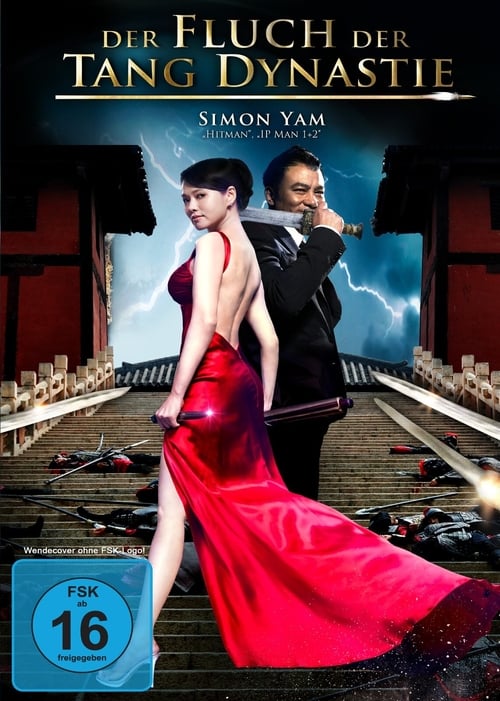 DER FLUCH DER
TANG DYNASTIE
SIMON YAM
„HITMAN", „IP MAN 1+2"
Wendecover ohne FSK-Logo!
FSK
ab
16
freigegeben